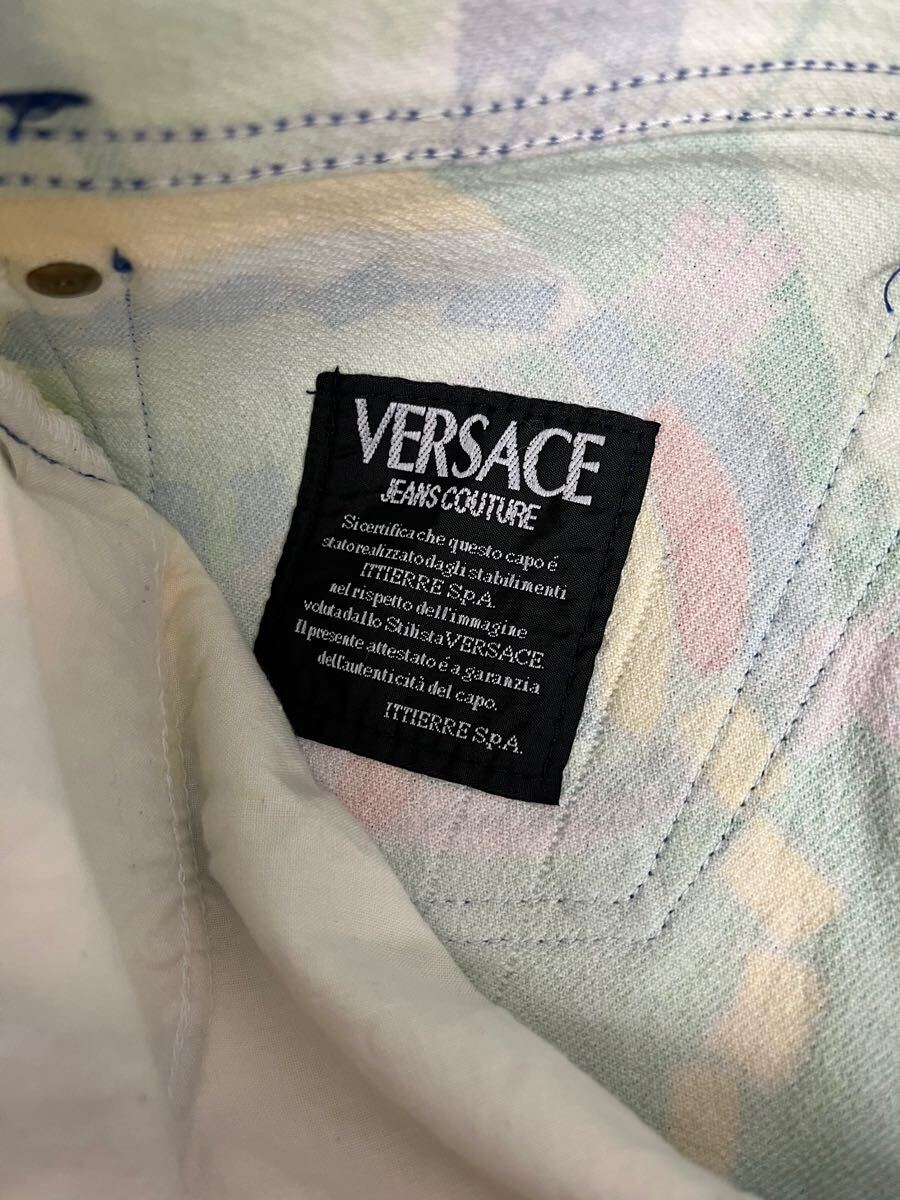 VERSACE
JEANS COUTURE
Si certifica che questo capo é
stato realizzato dagli stabilimenti
ITTIERRE S.p.A.
nel rispetto dell'immagine
voluta dallo Stilista VERSACE
Il presente attestato é a garanzia
dell'autenticitá del capo.
ITTIERRE S.p.A.